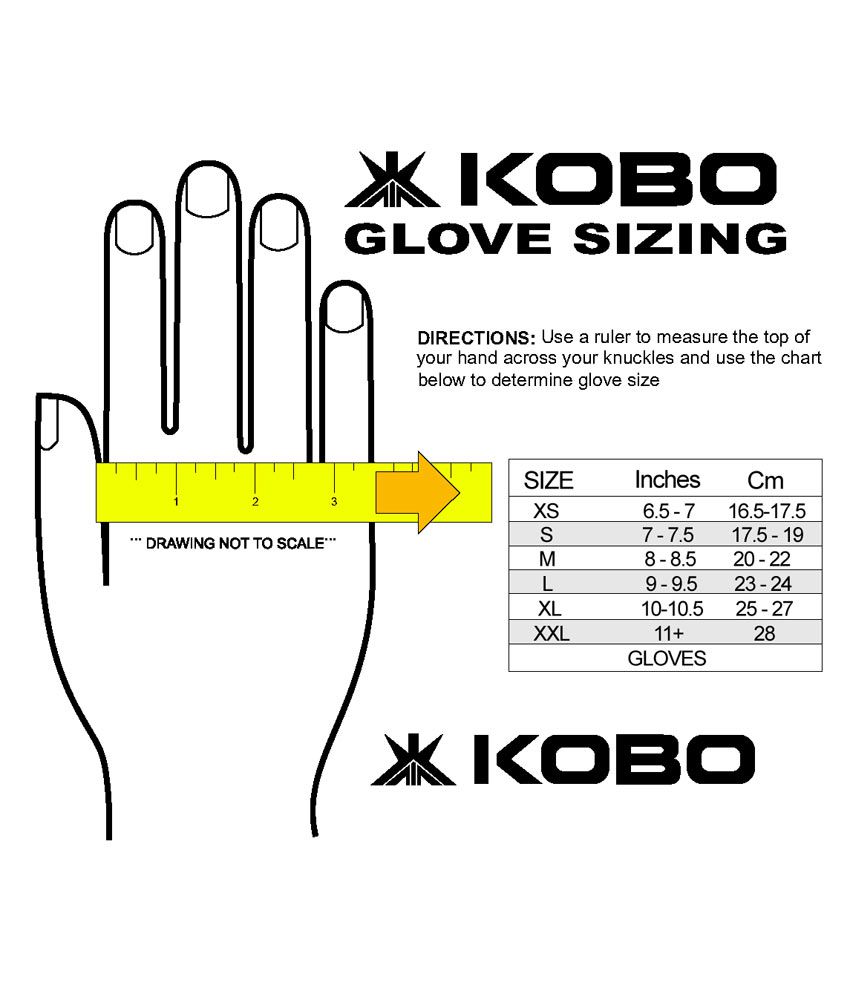 KOBO
GLOVE SIZING
DIRECTIONS: Use a ruler to measure the top of
your hand across your knuckles and use the chart
below to determine glove size
1 2 3
··· DRAWING NOT TO SCALE···
SIZE Inches Cm
XS 6.5 - 7 16.5-17.5
S 7 - 7.5 17.5 - 19
M 8 - 8.5 20 - 22
L 9 - 9.5 23 - 24
XL 10-10.5 25 - 27
XXL 11+ 28
GLOVES
KOBO